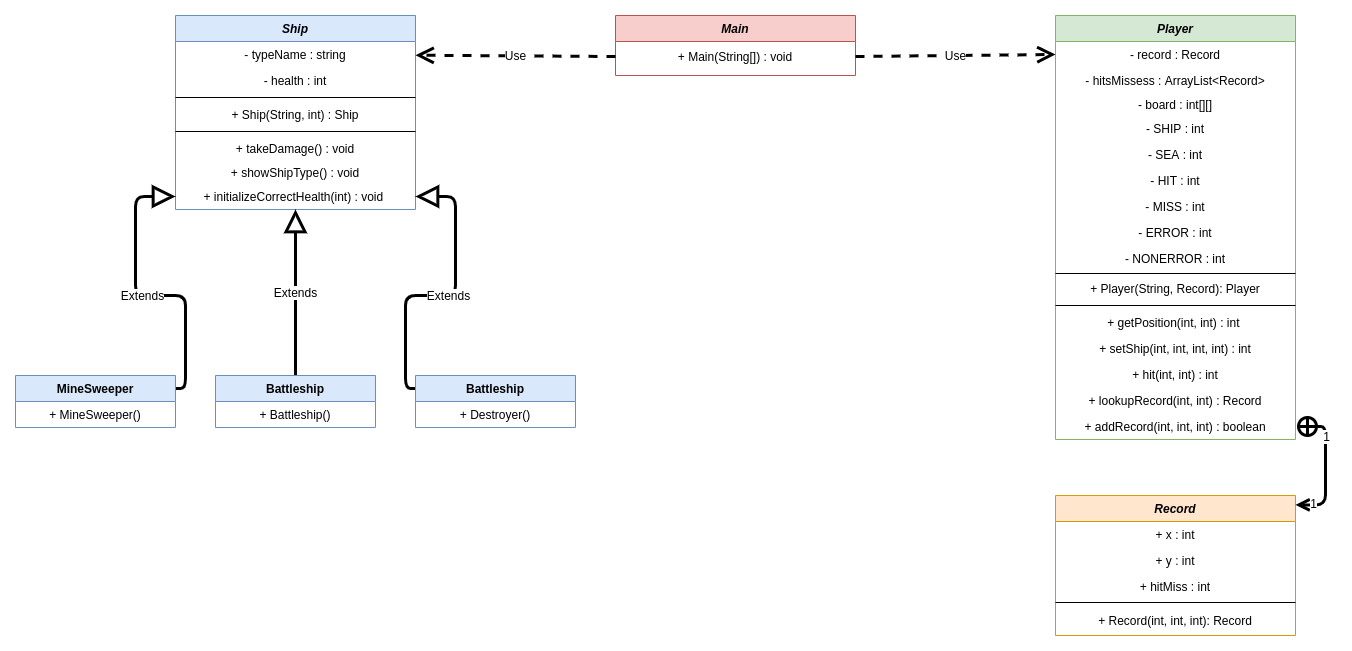 Ship
- typeName : string
- health : int
+ Ship(String, int) : Ship
+ takeDamage() : void
+ showShipType() : void
+ initializeCorrectHealth(int) : void
Use
Main
+ Main(String[]) : void
Use
Player
- record : Record
- hitsMissess : ArrayList<Record>
- board : int[][]
- SHIP : int
- SEA : int
- HIT : int
- MISS : int
- ERROR : int
- NONERROR : int
+ Player(String, Record): Player
+ getPosition(int, int) : int
+ setShip(int, int, int, int) : int
+ hit(int, int) : int
+ lookupRecord(int, int) : Record
+ addRecord(int, int, int) : boolean
Extends
Extends
Extends
MineSweeper
+ MineSweeper()
Battleship
+ Battleship()
Battleship
+ Destroyer()
1
1
Record
+ x : int
+ y : int
+ hitMiss : int
+ Record(int, int, int): Record